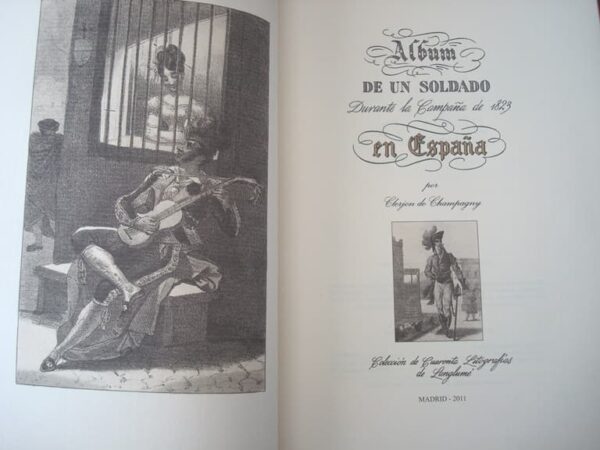 Album
DE UN SOLDADO
Durante la Campaña de 1823
en España
por
Clerjon de Champagny
Colección de Cuarenta Litografías
de Langlumé
MADRID - 2011